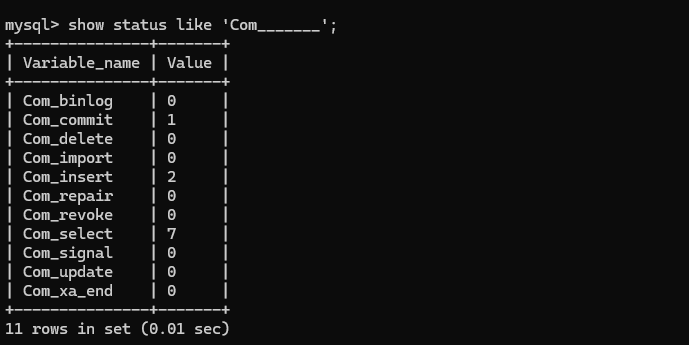 mysql> show status like 'Com_______';
+---------------+-------+
| Variable_name | Value |
+---------------+-------+
| Com_binlog    | 0     |
| Com_commit    | 1     |
| Com_delete    | 0     |
| Com_import    | 0     |
| Com_insert    | 2     |
| Com_repair    | 0     |
| Com_revoke    | 0     |
| Com_select    | 7     |
| Com_signal    | 0     |
| Com_update    | 0     |
| Com_xa_end    | 0     |
+---------------+-------+
11 rows in set (0.01 sec)